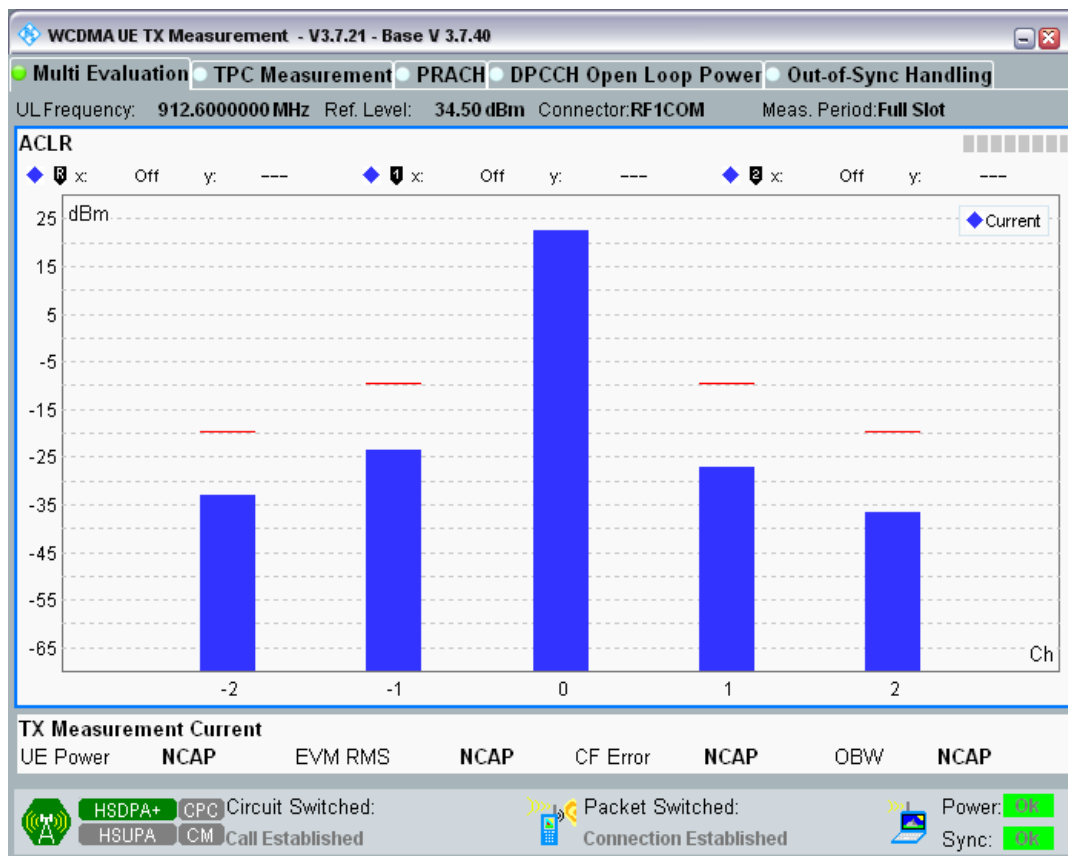 WCDMA UE TX Measurement - V3.7.21 - Base V 3.7.40
Multi Evaluation TPC Measurement PRACH DPCCH Open Loop Power Out-of-Sync Handling
UL Frequency: 912.6000000 MHz Ref. Level: 34.50 dBm Connector:RF1COM Meas. Period:Full Slot
ACLR
R x: Off y: --- 1 x: Off y: --- 2 x: Off y: ---
dBm
Current
25
15
5
-5
-15
-25
-35
-45
-55
-65
Ch
-2 -1 0 1 2
TX Measurement Current
UE Power NCAP EVM RMS NCAP CF Error NCAP OBW NCAP
HSDPA+ CPC Circuit Switched: Packet Switched: Power: OK
HSUPA CM Call Established Connection Established Sync: OK